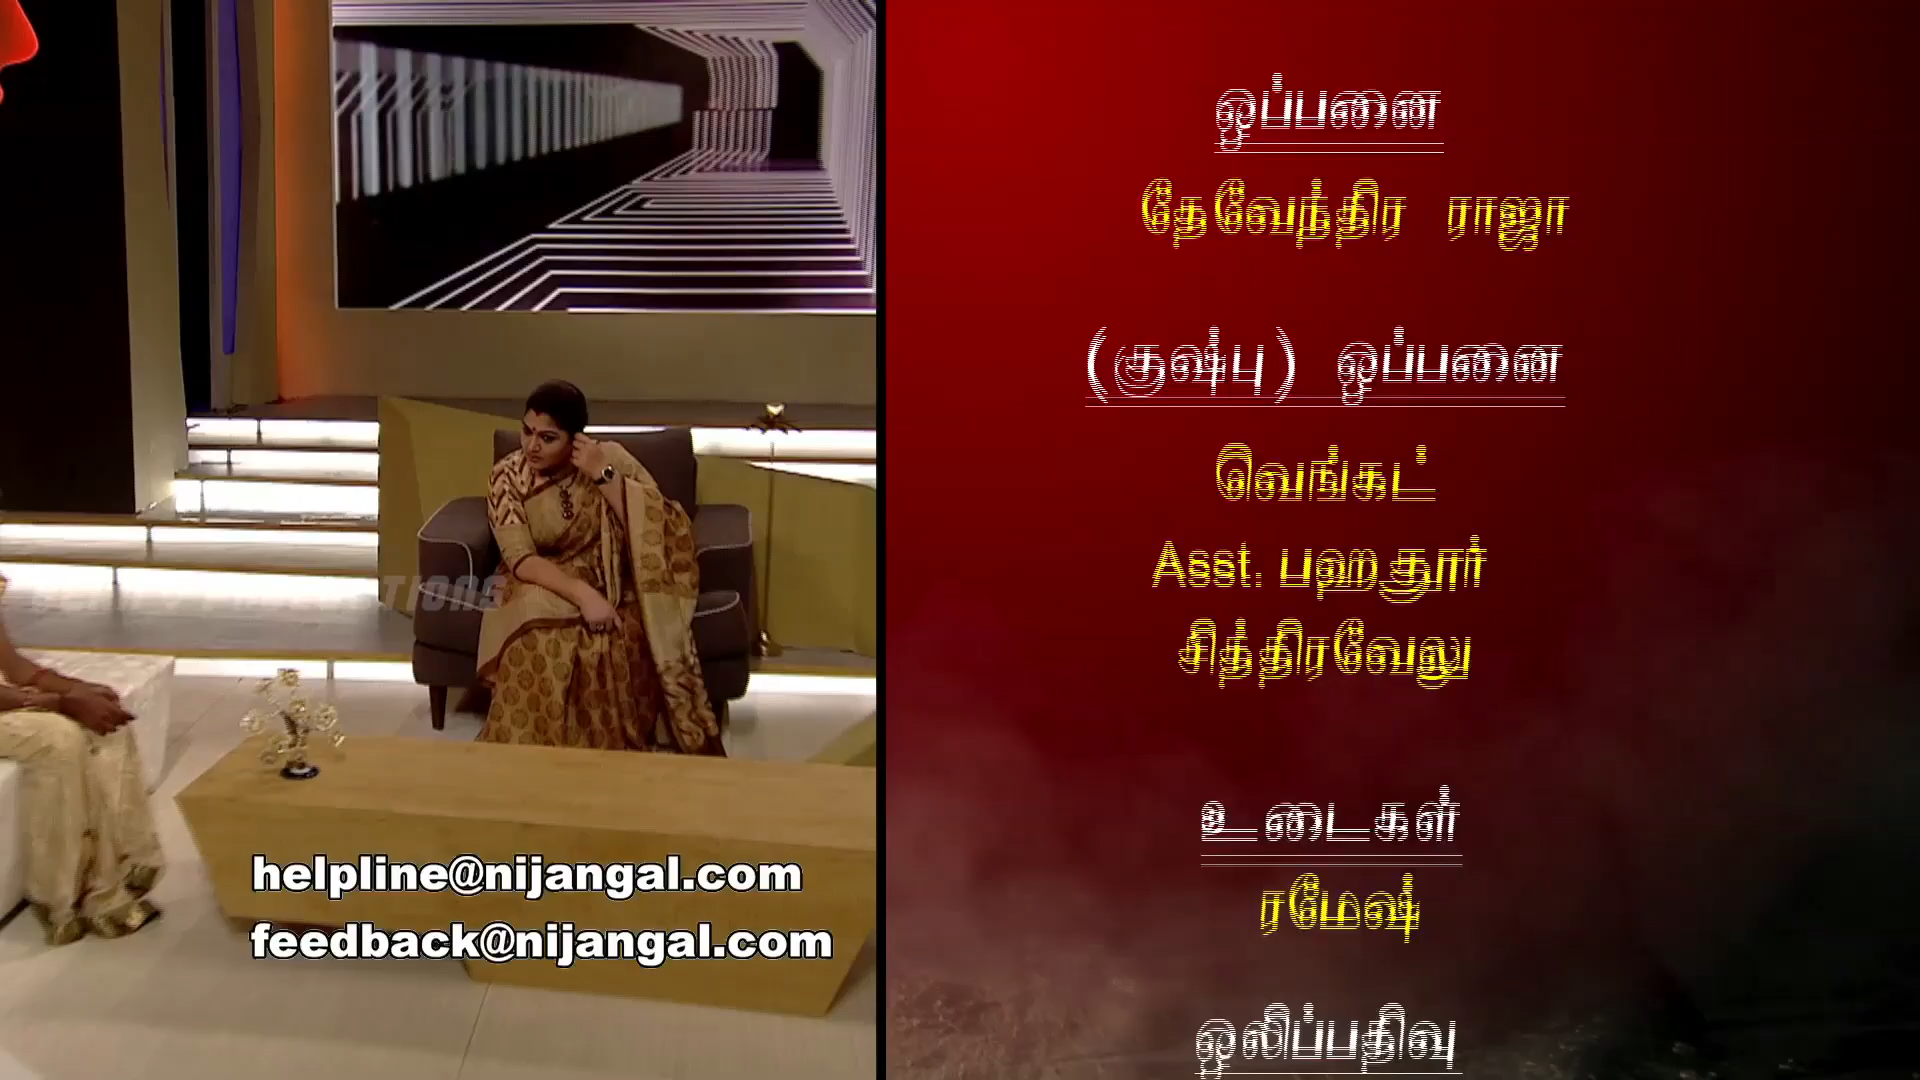 helpline@nijangal.com
feedback@nijangal.com
ஒப்பனை
தேவேந்திர ராஜா
(குஷ்பு) ஒப்பனை
வெங்கட்
Asst. பஹதூர்
சித்திரவேலு
உடைகள்
ரமேஷ்
ஒலிப்பதிவு